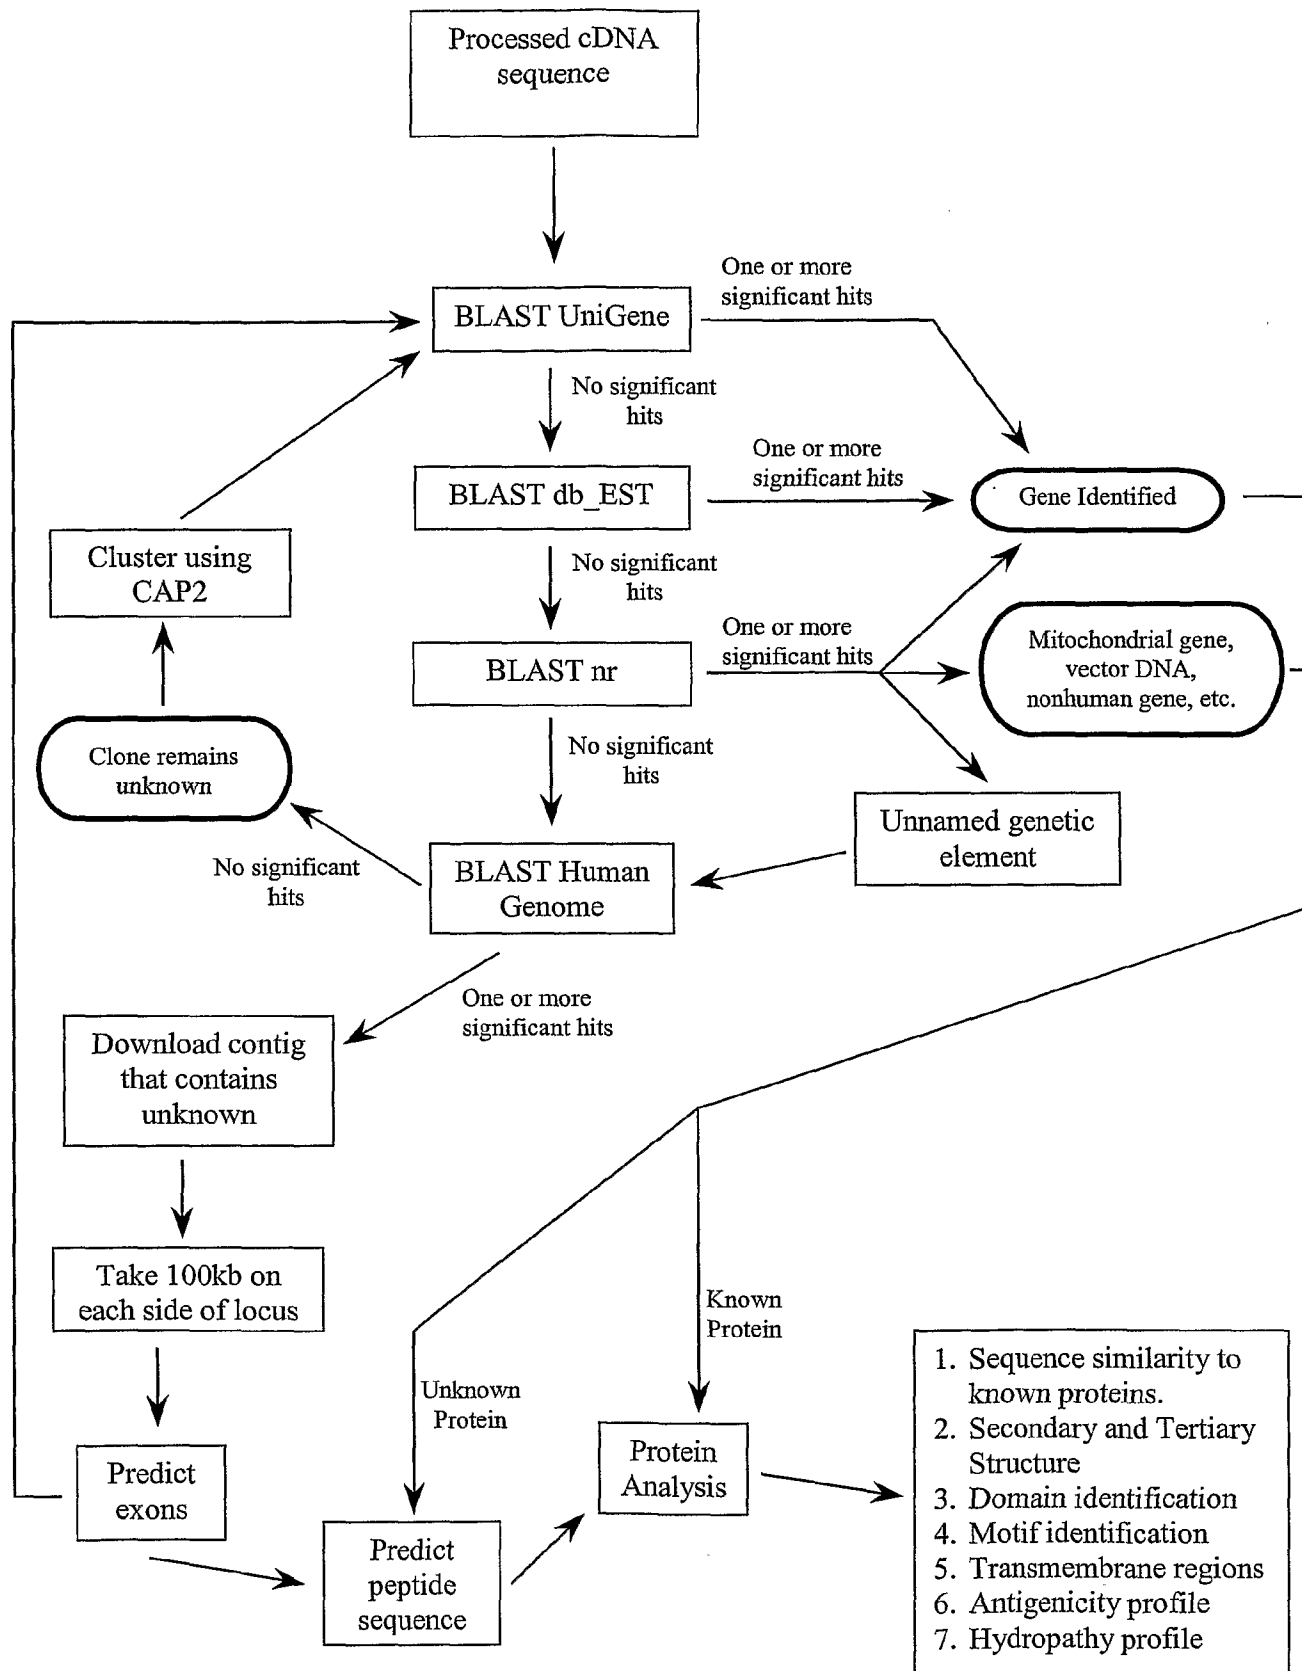 Processed cDNA
sequence
One or more
significant hits
BLAST UniGene
No significant
hits
One or more
significant hits
BLAST db_EST
Gene Identified
Cluster using
CAP2
No significant
hits
One or more
significant hits
BLAST nr
Mitochondrial gene,
vector DNA,
nonhuman gene, etc.
Clone remains
unknown
No significant
hits
Unnamed genetic
element
No significant
hits
BLAST Human
Genome
One or more
significant hits
Download contig
that contains
unknown
Take 100kb on
each side of locus
Known
Protein
Unknown
Protein
Predict
exons
Protein
Analysis
Predict
peptide
sequence
1. Sequence similarity to
known proteins.
2. Secondary and Tertiary
Structure
3. Domain identification
4. Motif identification
5. Transmembrane regions
6. Antigenicity profile
7. Hydropathy profile